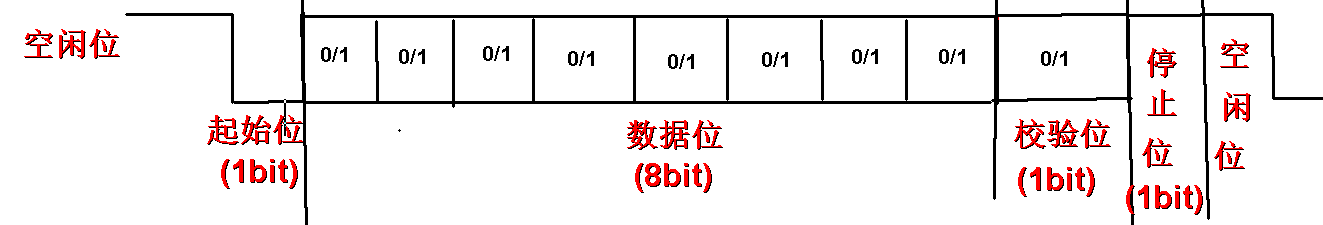 空闲位
0/1 0/1 0/1 0/1 0/1 0/1 0/1 0/1 0/1
起始位
(1bit)
数据位
(8bit)
校验位
(1bit)
停止位
(1bit)
空闲位